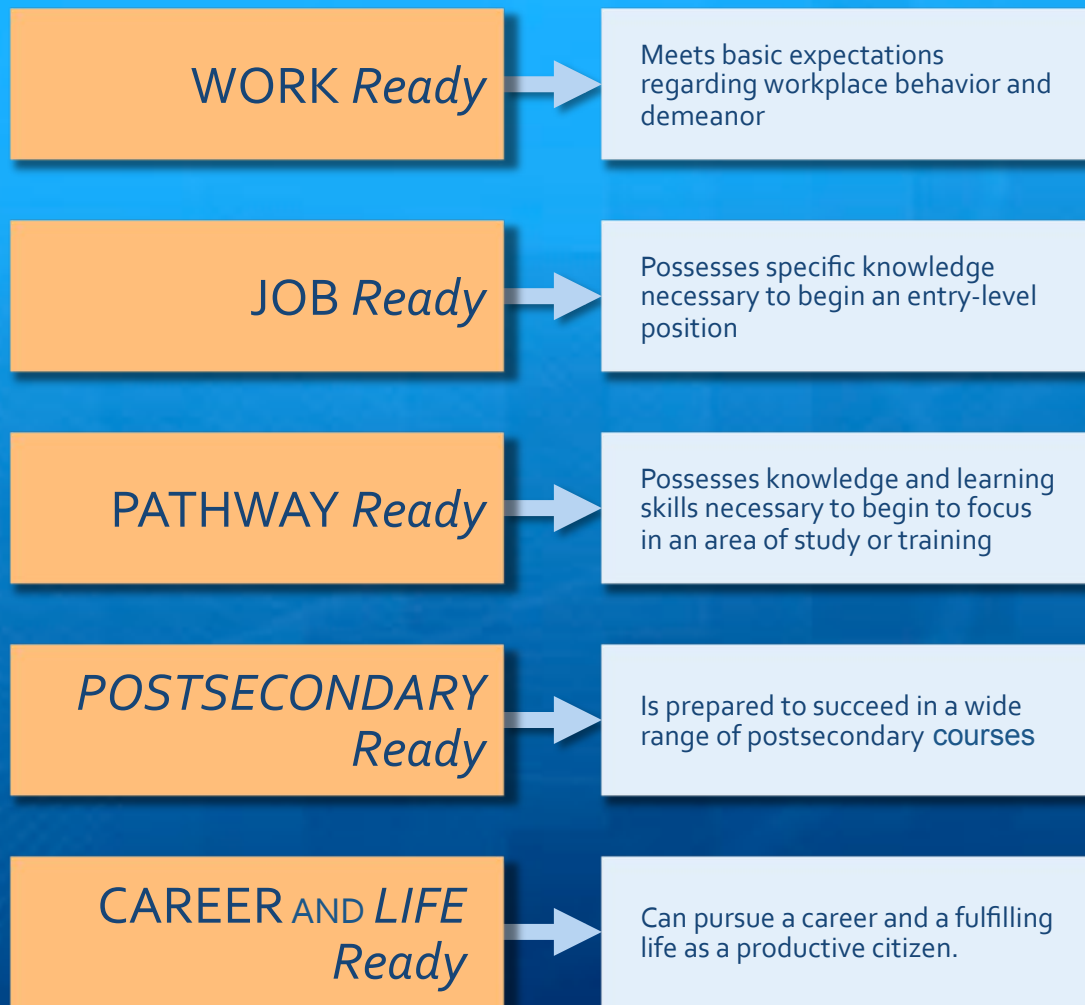 WORK Ready
Meets basic expectations
regarding workplace behavior and
demeanor
JOB Ready
Possesses specific knowledge
necessary to begin an entry-level
position
PATHWAY Ready
Possesses knowledge and learning
skills necessary to begin to focus
in an area of study or training
POSTSECONDARY
Ready
Is prepared to succeed in a wide
range of postsecondary courses
CAREER AND LIFE
Ready
Can pursue a career and a fulfilling
life as a productive citizen.